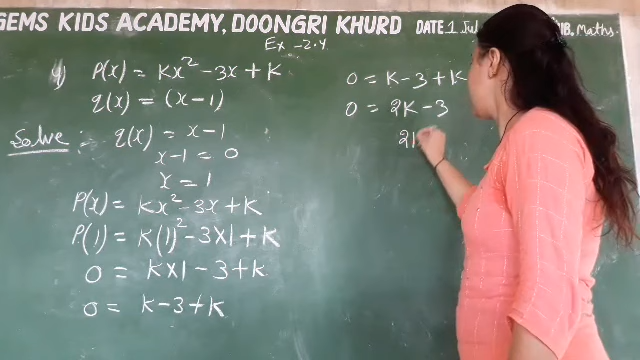 GEMS KIDS ACADEMY, DOONGRI KHURD DATE 1 Jul Maths.
Ex -2.4
4) P(x) = Kx² -3x + K
q(x) = (x-1)
Solve:- q(x) = x-1
x-1 = 0
x = 1
P(x) = Kx² -3x + K
P(1) = K(1)² -3X1 + K
0 = KX1 - 3 + K
0 = K-3+K
0 = K-3+K
0 = 2K-3